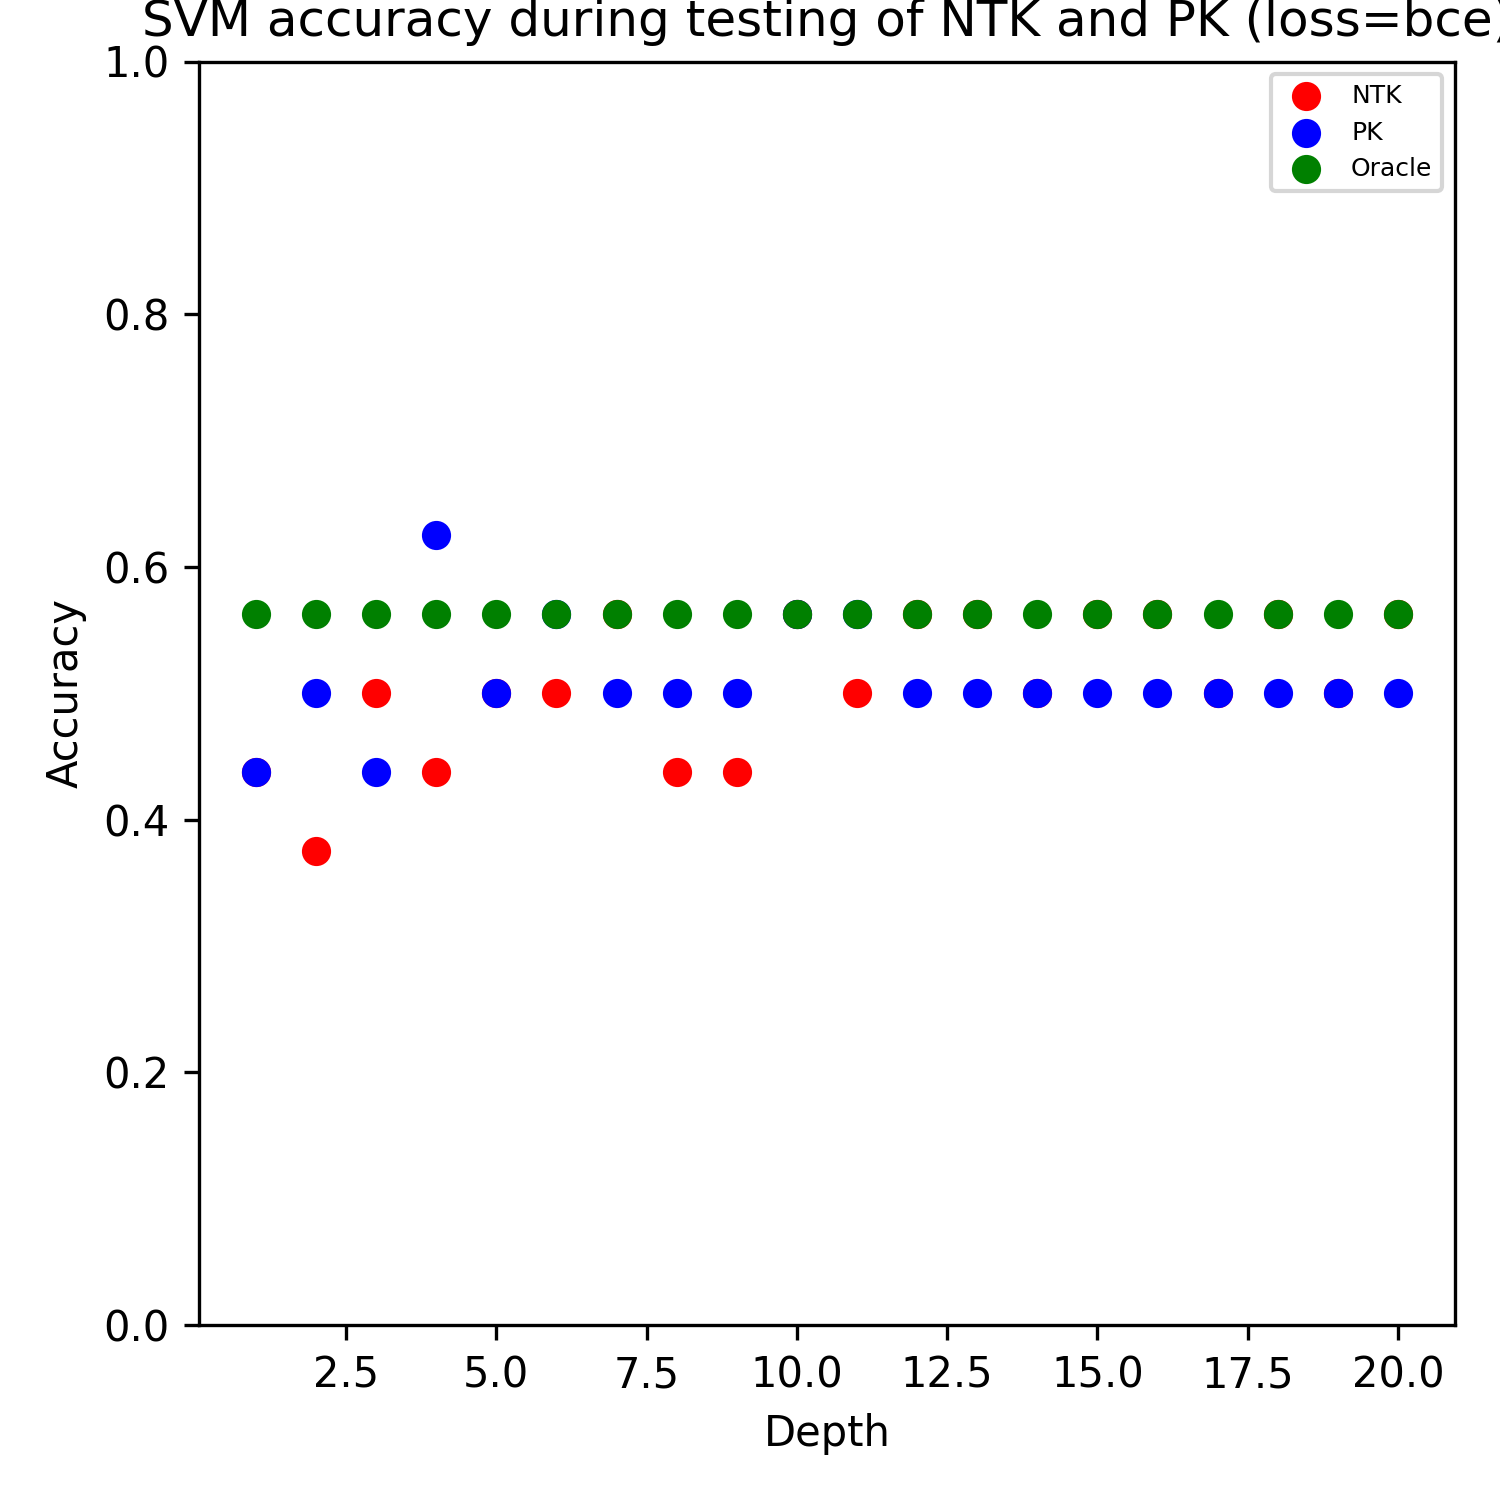 SVM accuracy during testing of NTK and PK (loss=bce)
1.0
0.8
0.6
0.4
0.2
0.0
Accuracy
NTK
PK
Oracle
2.5 5.0 7.5 10.0 12.5 15.0 17.5 20.0
Depth